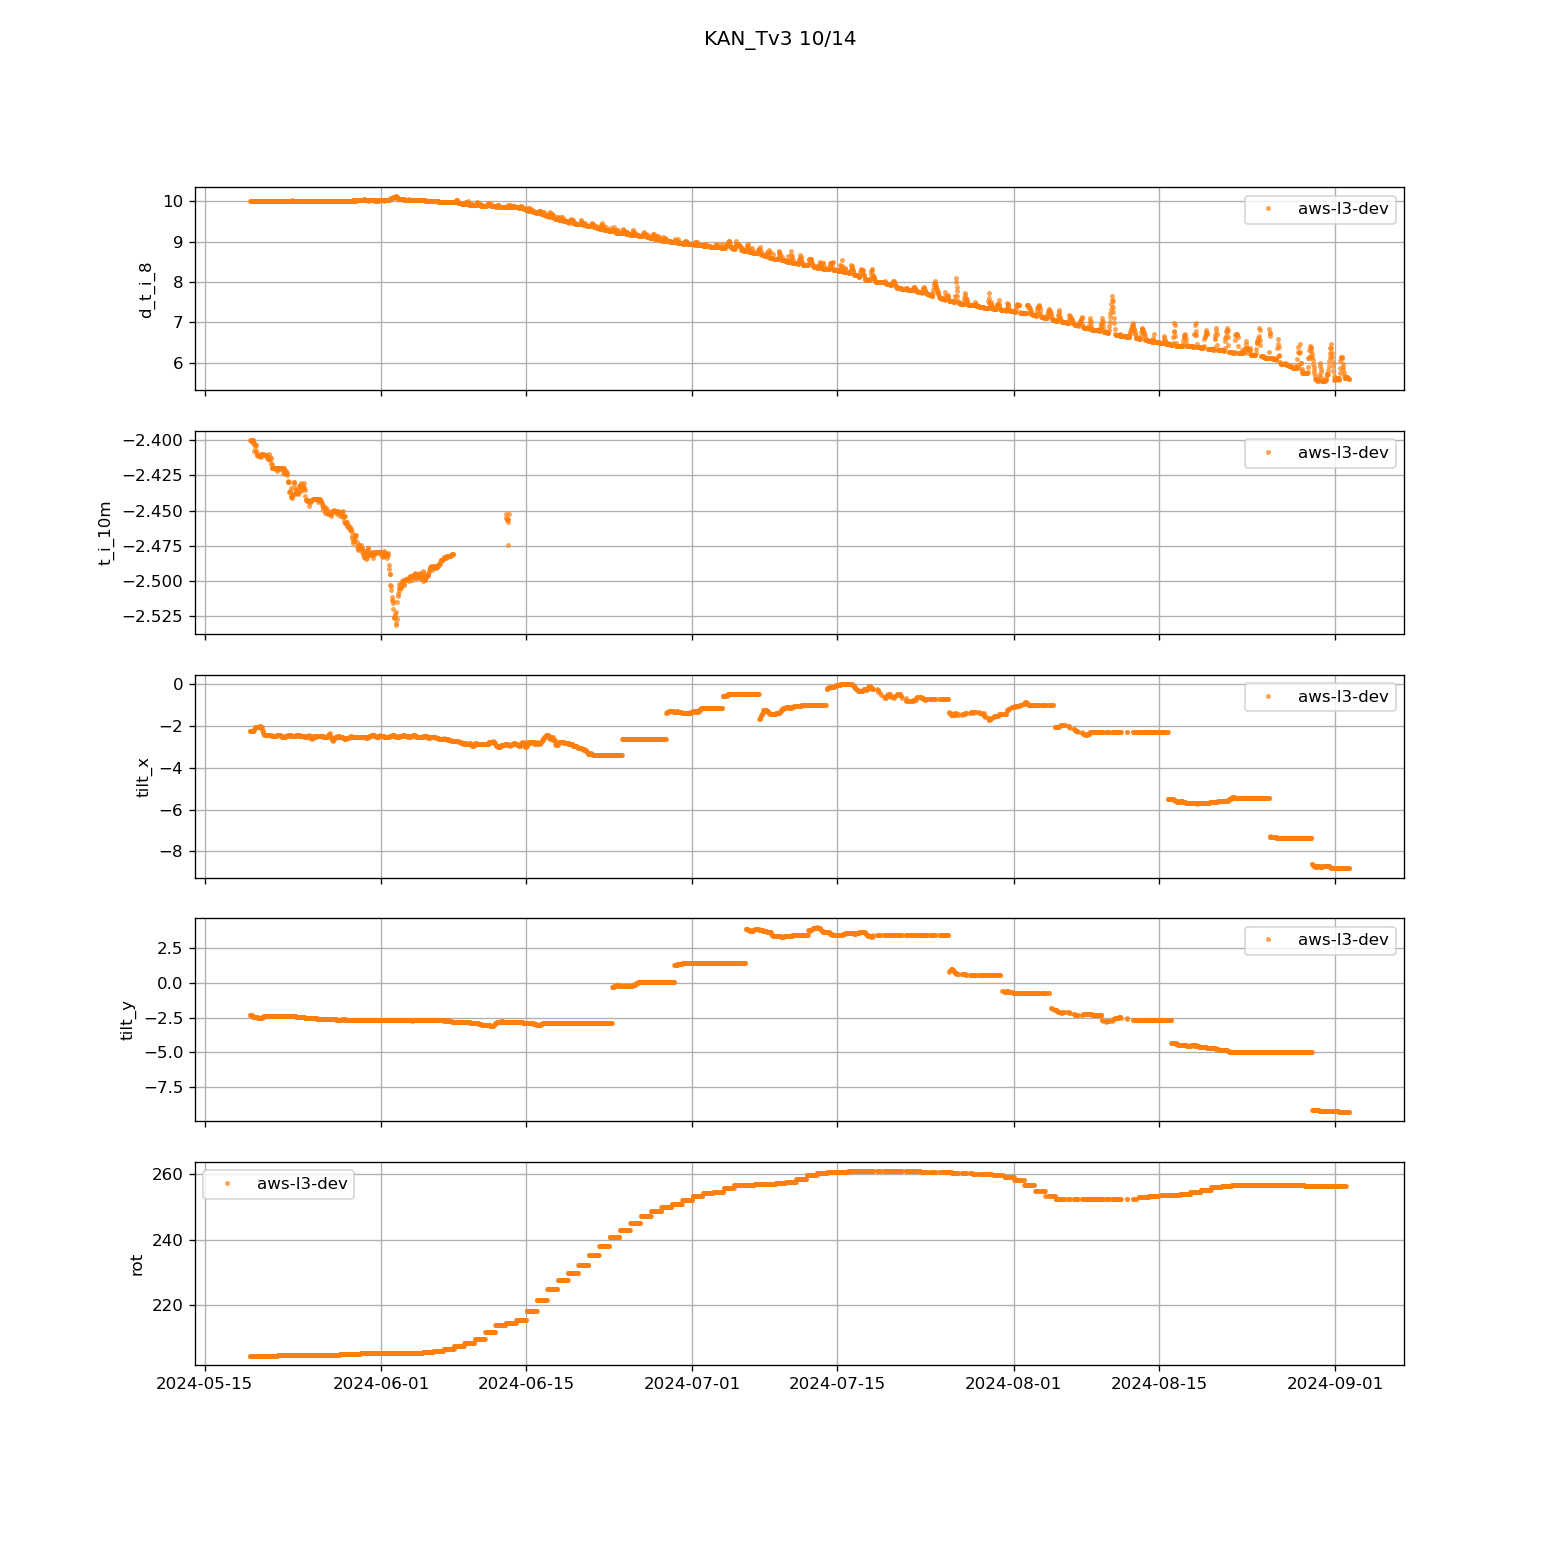 KAN_Tv3 10/14
10
9
8
7
6
d_t_i_8
aws-l3-dev
−2.400
−2.425
−2.450
−2.475
−2.500
−2.525
t_i_10m
aws-l3-dev
0
−2
−4
−6
−8
tilt_x
aws-l3-dev
2.5
0.0
−2.5
−5.0
−7.5
tilt_y
aws-l3-dev
260
240
220
rot
aws-l3-dev
2024-05-15 2024-06-01 2024-06-15 2024-07-01 2024-07-15 2024-08-01 2024-08-15 2024-09-01